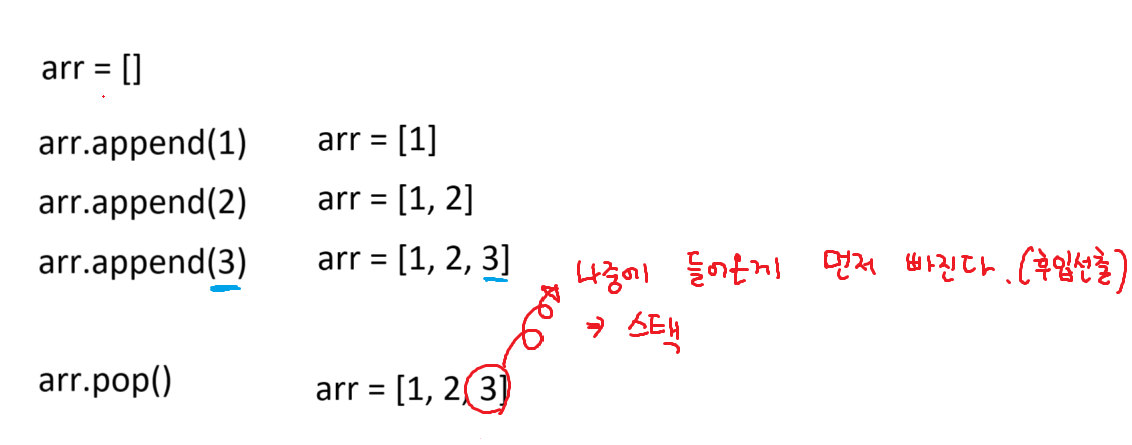 arr = []
arr.append(1) arr = [1]
arr.append(2) arr = [1, 2]
arr.append(3) arr = [1, 2, 3]
나중에 들어온게 먼저 빠진다.(후입선출)
→ 스택
arr.pop() arr = [1, 2, 3]